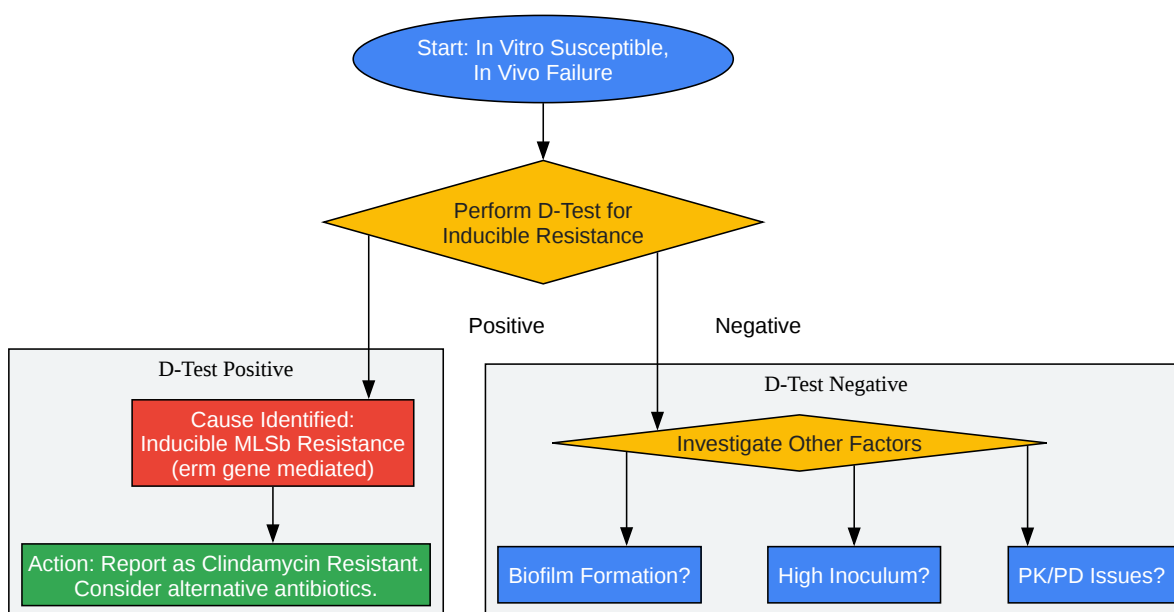 Start: In Vitro Susceptible,
In Vivo Failure
Perform D-Test for
Inducible Resistance
Positive
Negative
D-Test Positive
Cause Identified:
Inducible MLSb Resistance
(erm gene mediated)
Action: Report as Clindamycin Resistant.
Consider alternative antibiotics.
D-Test Negative
Investigate Other Factors
Biofilm Formation?
High Inoculum?
PK/PD Issues?